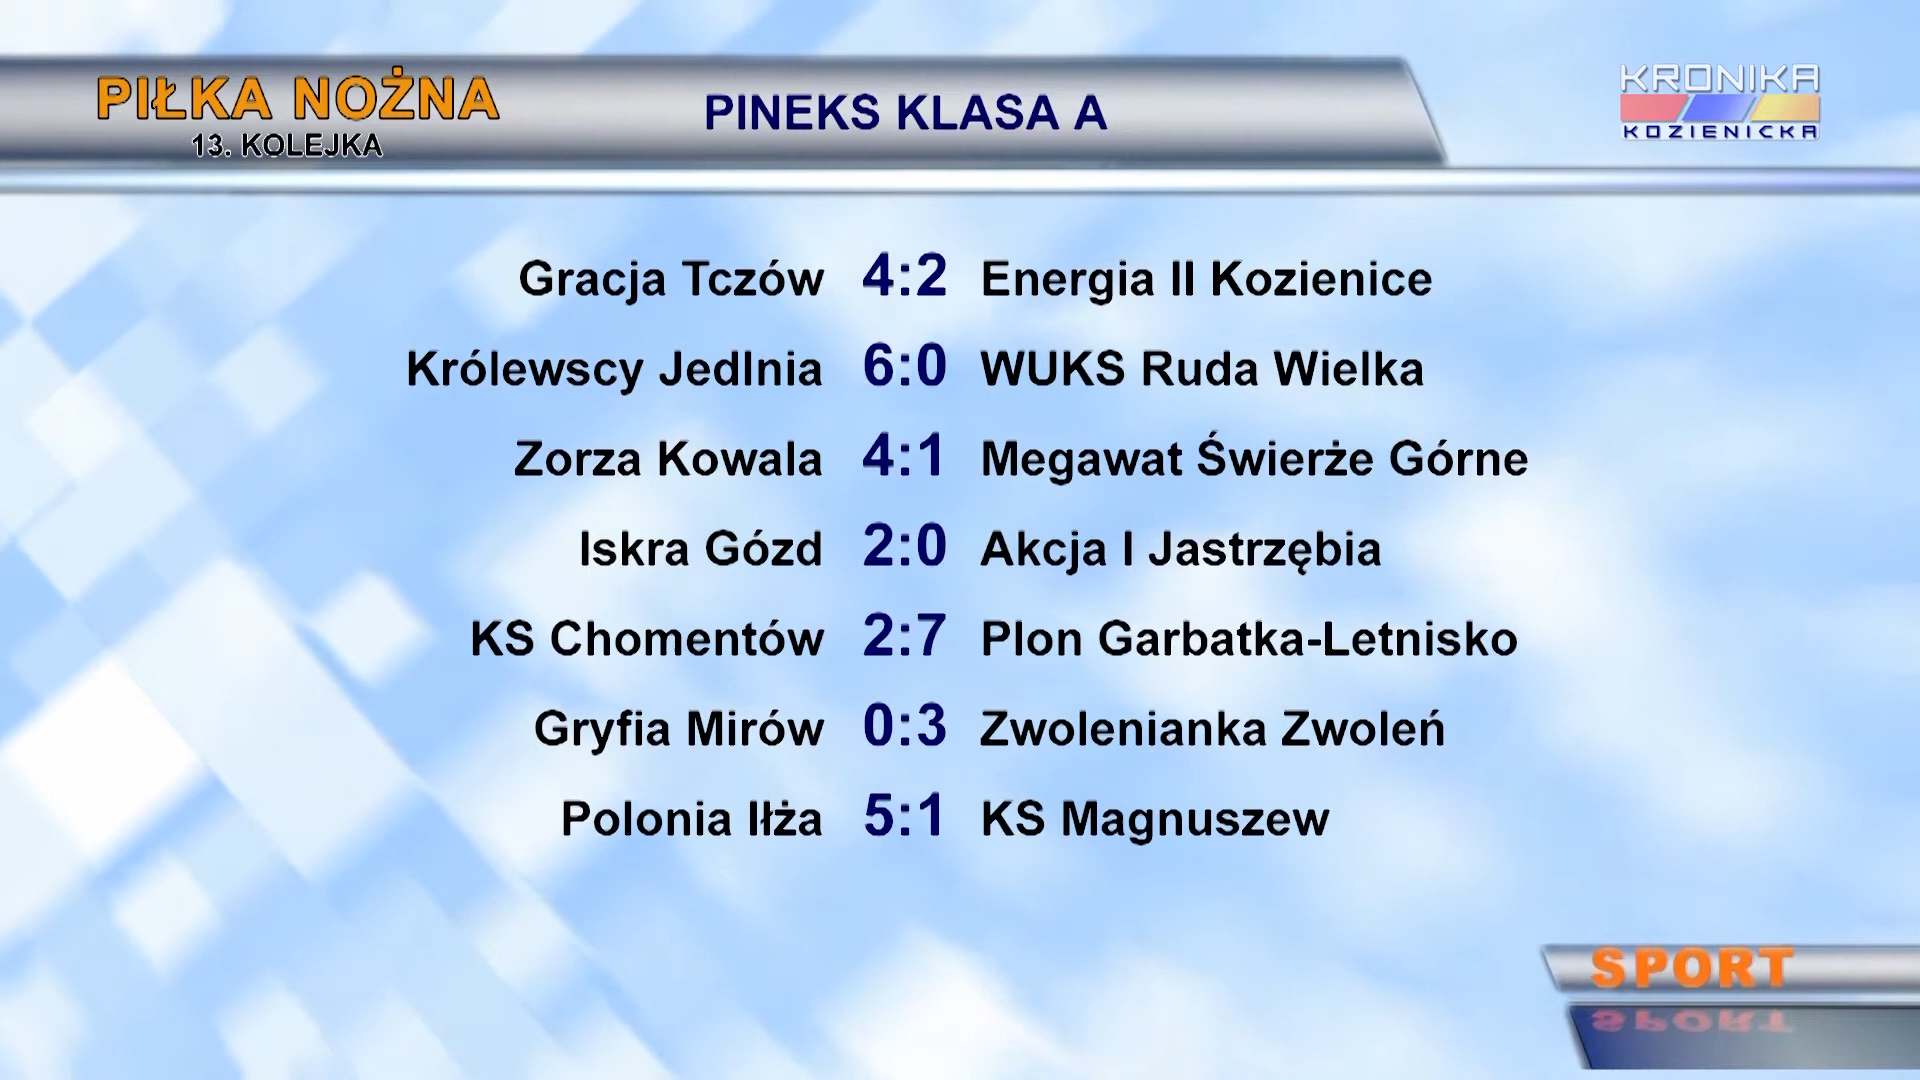 PIŁKA NOŻNA
13. KOLEJKA
PINEKS KLASA A
KRONIKA
KOZIENICKA
Gracja Tczów 4:2 Energia II Kozienice
Królewscy Jedlnia 6:0 WUKS Ruda Wielka
Zorza Kowala 4:1 Megawat Świerże Górne
Iskra Gózd 2:0 Akcja I Jastrzębia
KS Chomentów 2:7 Plon Garbatka-Letnisko
Gryfia Mirów 0:3 Zwolenianka Zwoleń
Polonia Iłża 5:1 KS Magnuszew
SPORT